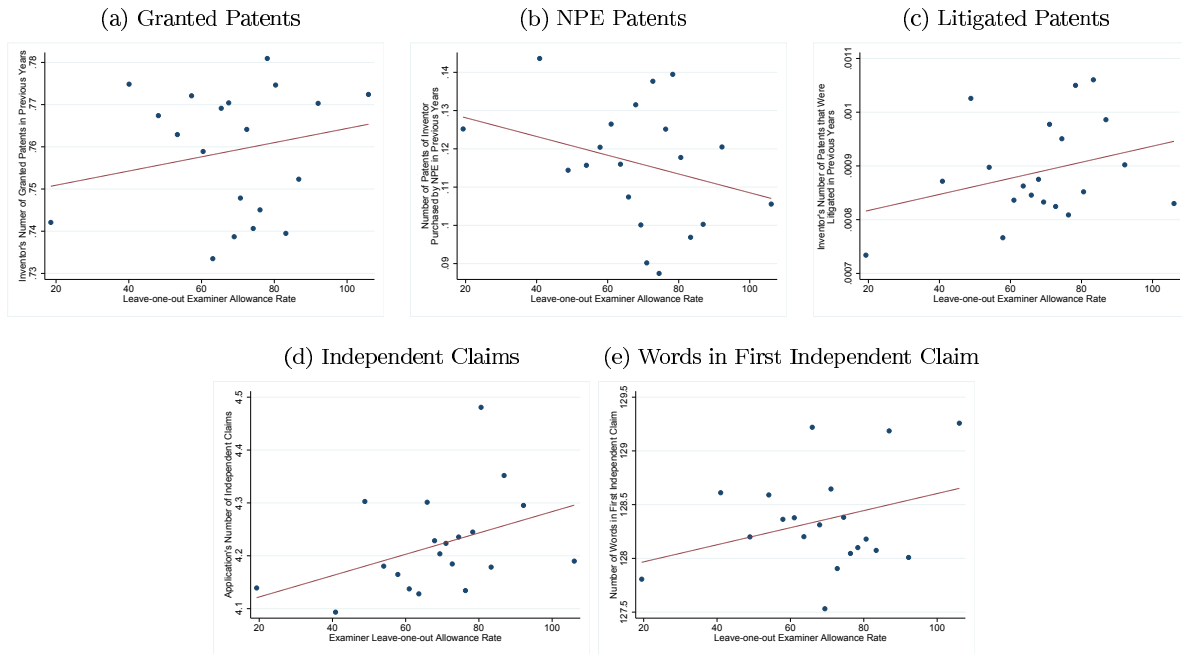 (a) Granted Patents
Inventor's Numer of Granted Patents in Previous Years
.78
.77
.76
.75
.74
.73
20 40 60 80 100
Leave-one-out Examiner Allowance Rate
(b) NPE Patents
Number of Patents of Inventor
Purchased by NPE in Previous Years
.14
.13
.12
.11
.1
.09
20 40 60 80 100
Leave-one-out Examiner Allowance Rate
(c) Litigated Patents
Inventor's Number of Patents that Were
Litigated in Previous Years
.0011
.001
.0009
.0008
.0007
20 40 60 80 100
Leave-one-out Examiner Allowance Rate
(d) Independent Claims
Application's Number of Independent Claims
4.5
4.4
4.3
4.2
4.1
20 40 60 80 100
Examiner Leave-one-out Allowance Rate
(e) Words in First Independent Claim
Number of Words in First Independent Claim
129.5
129
128.5
128
127.5
20 40 60 80 100
Leave-one-out Examiner Allowance Rate